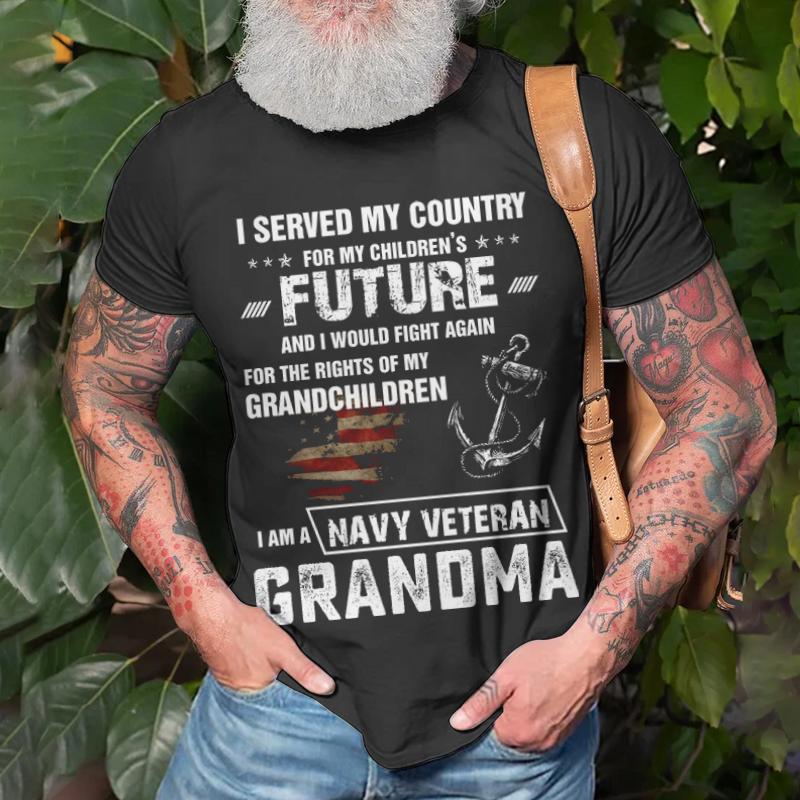 I SERVED MY COUNTRY
FOR MY CHILDREN'S
FUTURE
AND I WOULD FIGHT AGAIN
FOR THE RIGHTS OF MY
GRANDCHILDREN
I AM A NAVY VETERAN
GRANDMA
Estuardo